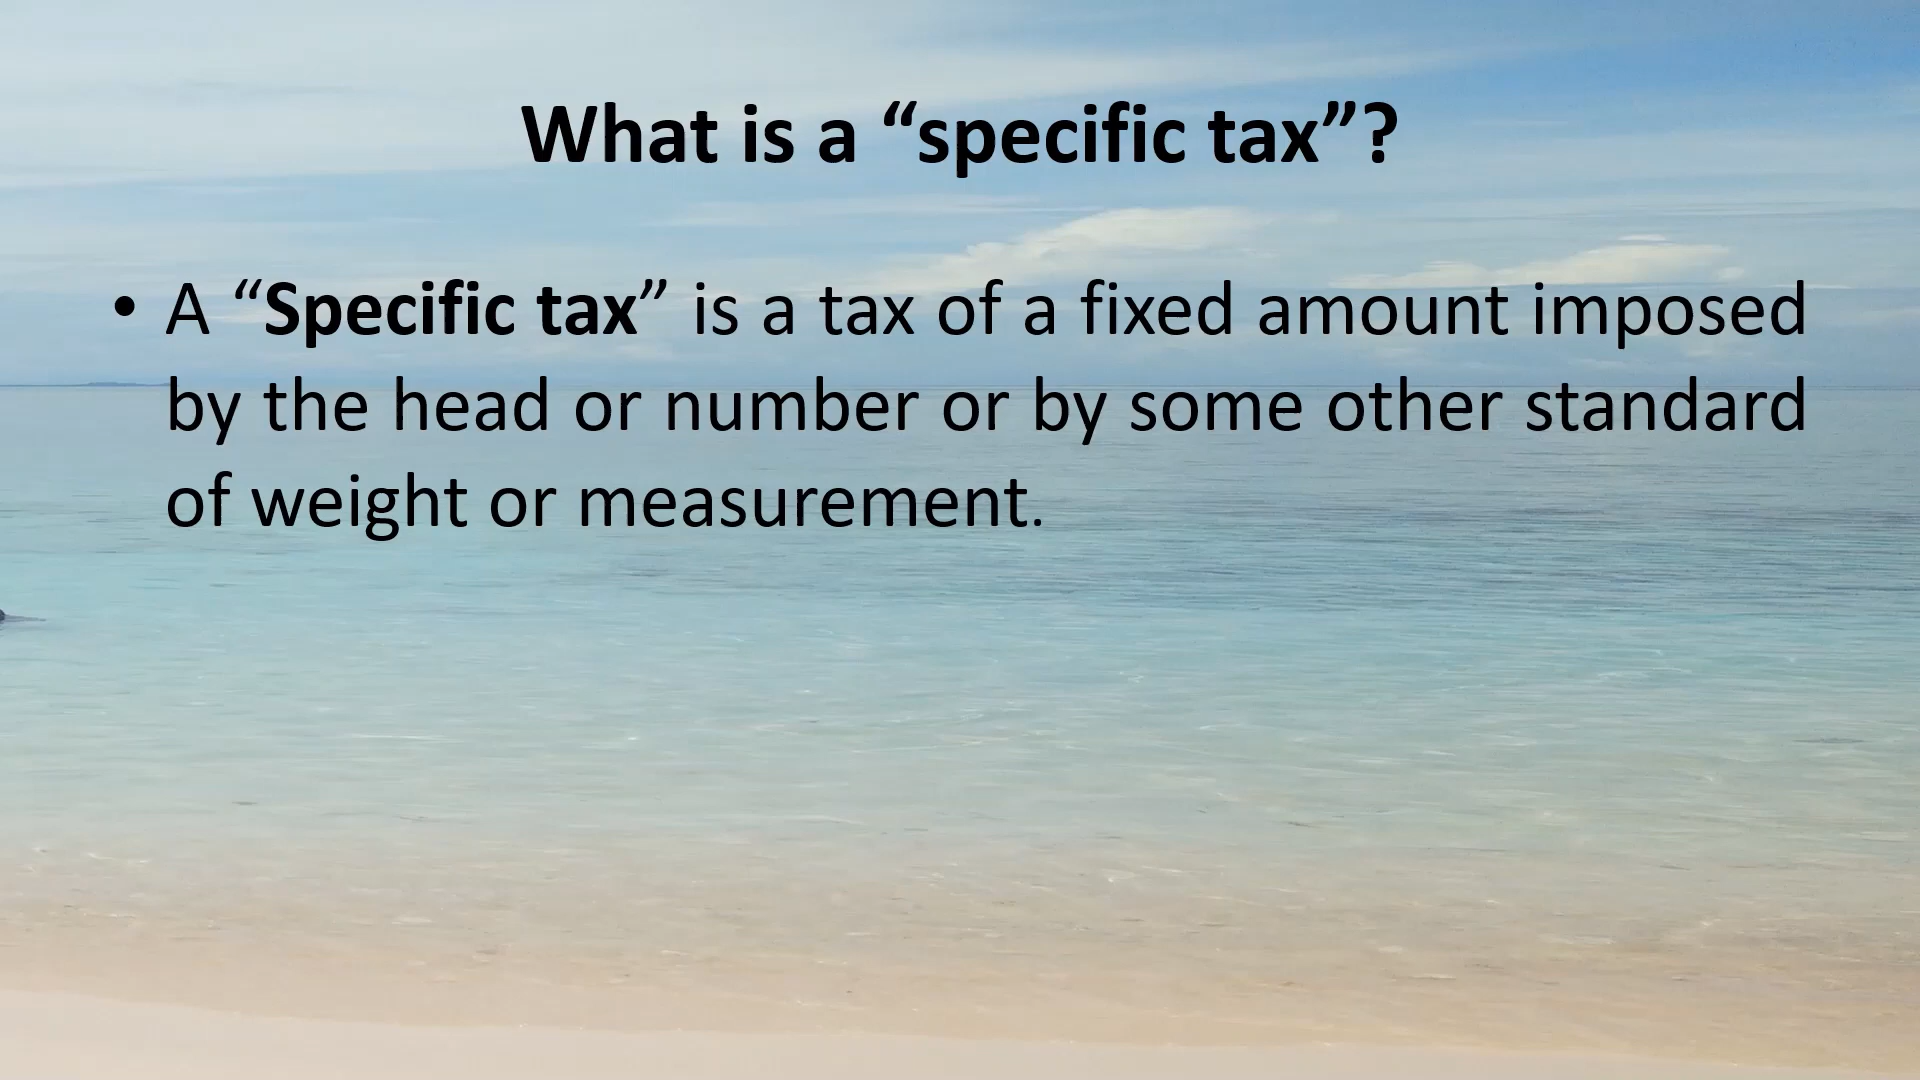 What is a “specific tax”?
• A “Specific tax” is a tax of a fixed amount imposed
by the head or number or by some other standard
of weight or measurement.